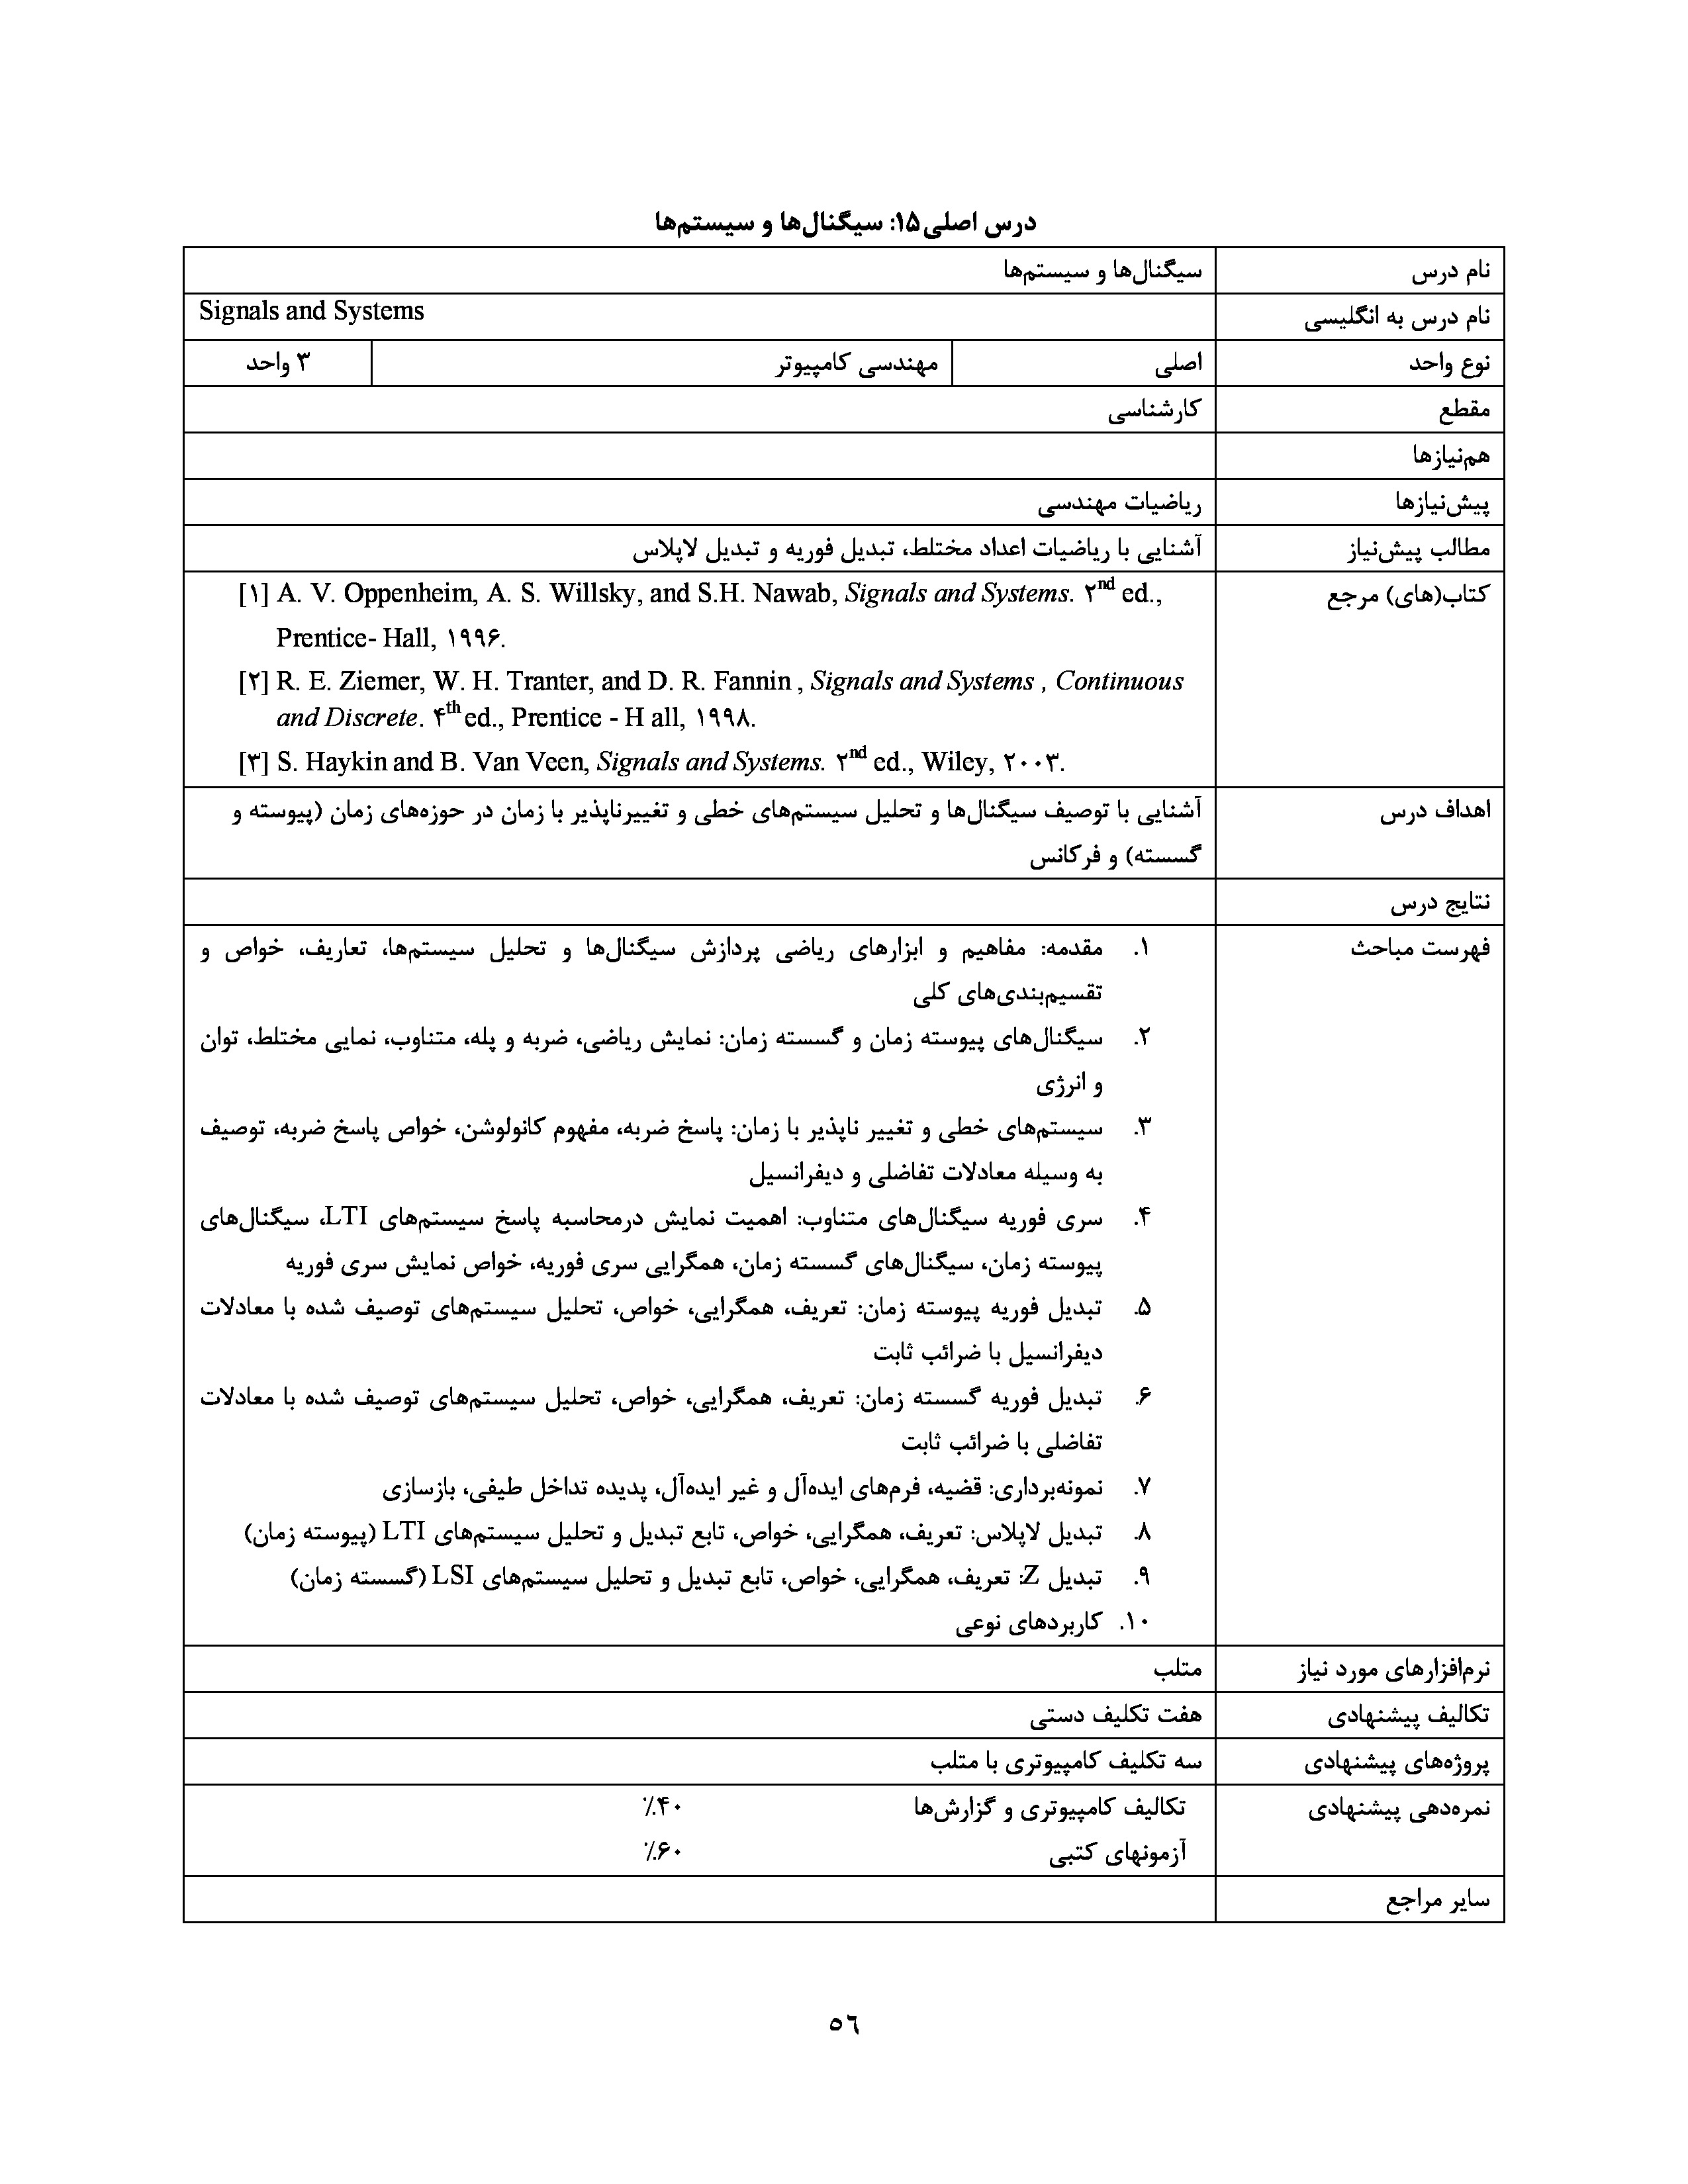 درس اصلی۱۵: سیگنال‌ها و سیستم‌ها
نام درس
سیگنال‌ها و سیستم‌ها
نام درس به انگلیسی
Signals and Systems
نوع واحد
اصلی
مهندسی کامپیوتر
۳ واحد
مقطع
کارشناسی
هم‌نیازها
پیش‌نیازها
ریاضیات مهندسی
مطالب پیش‌نیاز
آشنایی با ریاضیات اعداد مختلط، تبدیل فوریه و تبدیل لاپلاس
کتاب(های) مرجع
[۱] A. V. Oppenheim, A. S. Willsky, and S.H. Nawab, Signals and Systems. ۲nd ed.,
Prentice- Hall, ۱۹۹۶.
[۲] R. E. Ziemer, W. H. Tranter, and D. R. Fannin , Signals and Systems , Continuous
and Discrete. ۴th ed., Prentice - H all, ۱۹۹۸.
[۳] S. Haykin and B. Van Veen, Signals and Systems. ۲nd ed., Wiley, ۲۰۰۳.
اهداف درس
آشنایی با توصیف سیگنال‌ها و تحلیل سیستم‌های خطی و تغییرناپذیر با زمان در حوزه‌های زمان (پیوسته و
گسسته) و فرکانس
نتایج درس
فهرست مباحث
۱. مقدمه: مفاهیم و ابزارهای ریاضی پردازش سیگنال‌ها و تحلیل سیستم‌ها، تعاریف، خواص و
تقسیم‌بندی‌های کلی
۲. سیگنال‌های پیوسته زمان و گسسته زمان: نمایش ریاضی، ضربه و پله، متناوب، نمایی مختلط، توان
و انرژی
۳. سیستم‌های خطی و تغییر ناپذیر با زمان: پاسخ ضربه، مفهوم کانولوشن، خواص پاسخ ضربه، توصیف
به وسیله معادلات تفاضلی و دیفرانسیل
۴. سری فوریه سیگنال‌های متناوب: اهمیت نمایش درمحاسبه پاسخ سیستم‌های LTI، سیگنال‌های
پیوسته زمان، سیگنال‌های گسسته زمان، همگرایی سری فوریه، خواص نمایش سری فوریه
۵. تبدیل فوریه پیوسته زمان: تعریف، همگرایی، خواص، تحلیل سیستم‌های توصیف شده با معادلات
دیفرانسیل با ضرائب ثابت
۶. تبدیل فوریه گسسته زمان: تعریف، همگرایی، خواص، تحلیل سیستم‌های توصیف شده با معادلات
تفاضلی با ضرائب ثابت
۷. نمونه‌برداری: قضیه، فرم‌های ایده‌آل و غیر ایده‌آل، پدیده تداخل طیفی، بازسازی
۸. تبدیل لاپلاس: تعریف، همگرایی، خواص، تابع تبدیل و تحلیل سیستم‌های LTI (پیوسته زمان)
۹. تبدیل Z: تعریف، همگرایی، خواص، تابع تبدیل و تحلیل سیستم‌های LSI (گسسته زمان)
۱۰. کاربردهای نوعی
نرم‌افزارهای مورد نیاز
متلب
تکالیف پیشنهادی
هفت تکلیف دستی
پروژه‌های پیشنهادی
سه تکلیف کامپیوتری با متلب
نمره‌دهی پیشنهادی
تکالیف کامپیوتری و گزارش‌ها ۴۰٪
آزمونهای کتبی ۶۰٪
سایر مراجع
٥٦